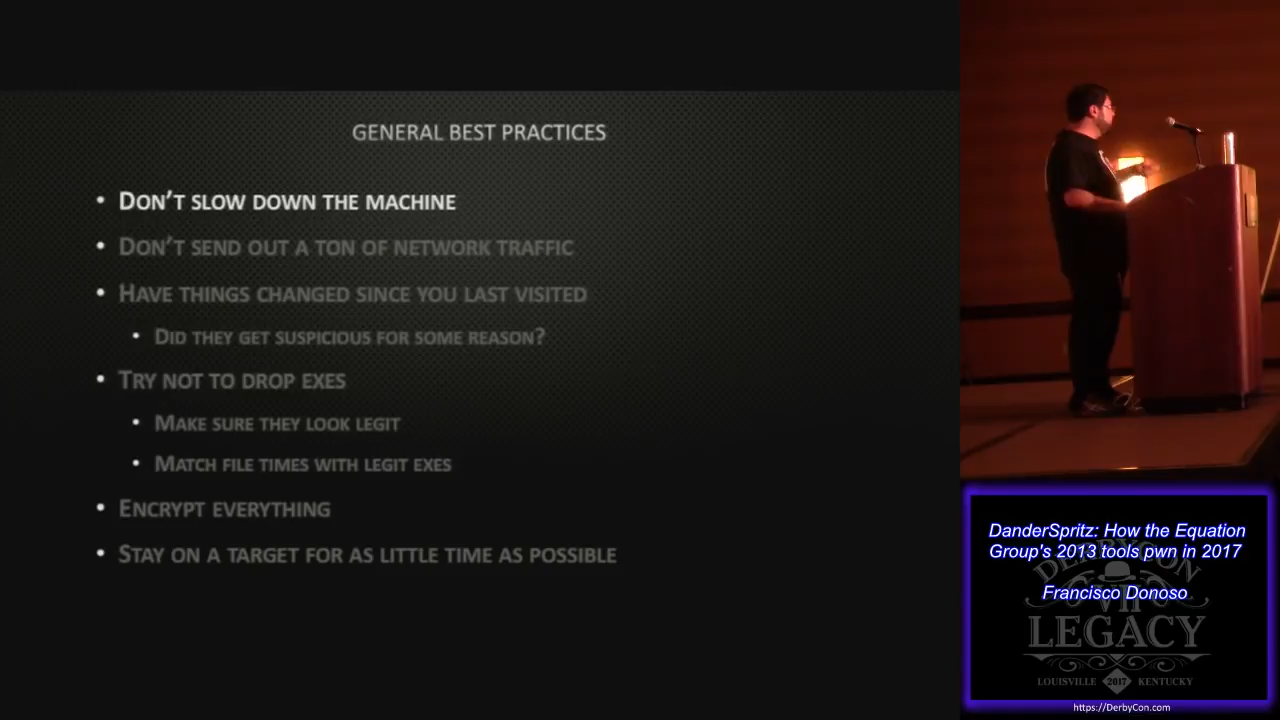 GENERAL BEST PRACTICES
• DON'T SLOW DOWN THE MACHINE
• DON'T SEND OUT A TON OF NETWORK TRAFFIC
• HAVE THINGS CHANGED SINCE YOU LAST VISITED
• DID THEY GET SUSPICIOUS FOR SOME REASON?
• TRY NOT TO DROP EXES
• MAKE SURE THEY LOOK LEGIT
• MATCH FILE TIMES WITH LEGIT EXES
• ENCRYPT EVERYTHING
• STAY ON A TARGET FOR AS LITTLE TIME AS POSSIBLE
DanderSpritz: How the Equation
Group's 2013 tools pwn in 2017
Francisco Donoso
DERBYCON
VII
LEGACY
LOUISVILLE 2017 KENTUCKY
https://DerbyCon.com